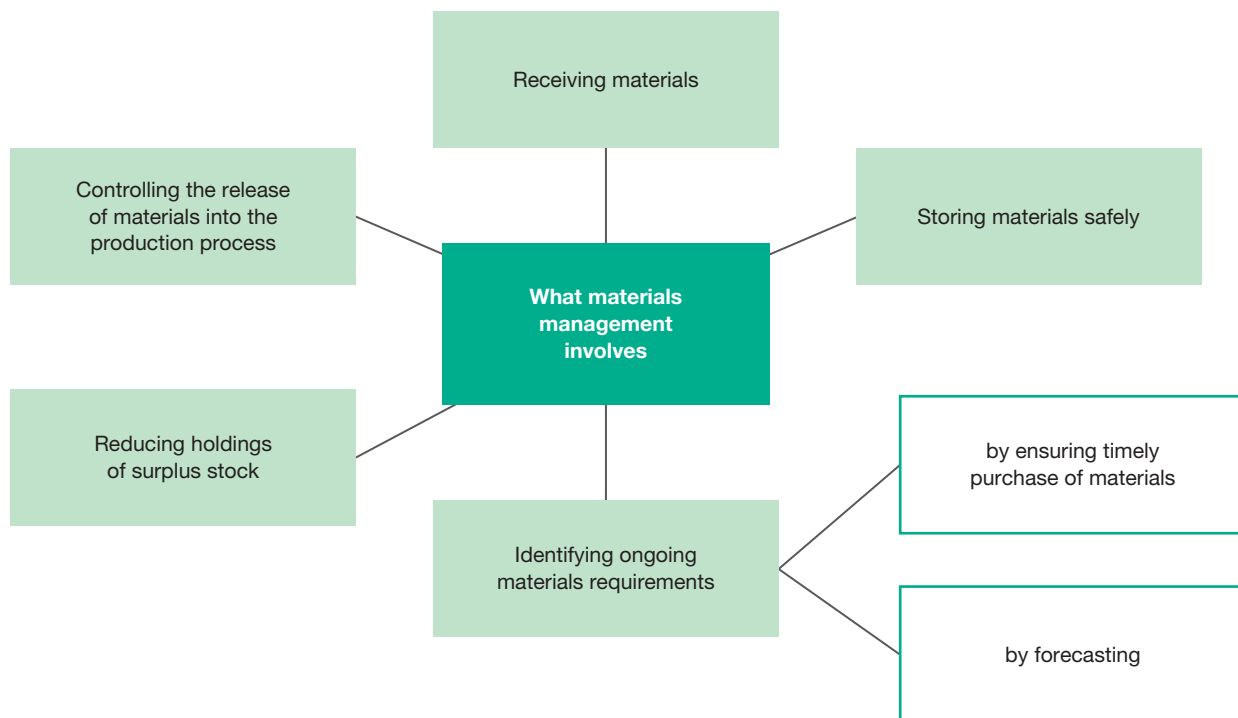 Receiving materials
Controlling the release
of materials into the
production process
Storing materials safely
What materials
management
involves
Reducing holdings
of surplus stock
by ensuring timely
purchase of materials
Identifying ongoing
materials requirements
by forecasting